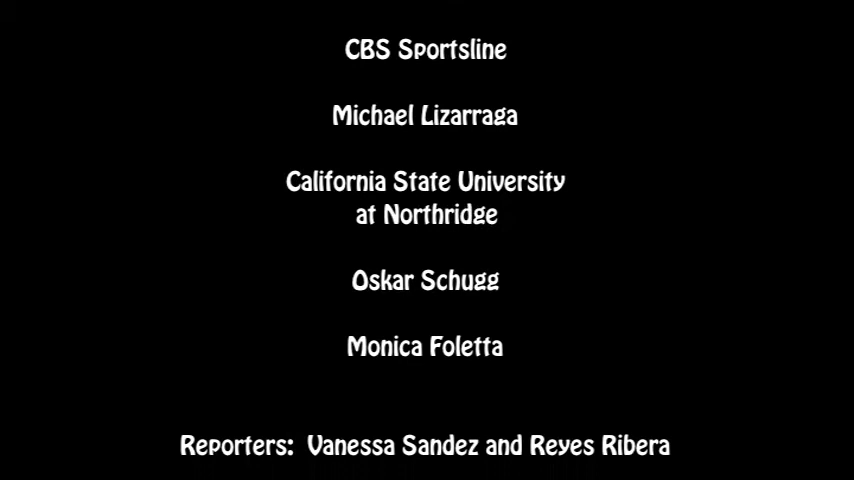 CBS Sportsline
Michael Lizarraga
California State University
at Northridge
Oskar Schugg
Monica Foletta
Reporters:  Vanessa Sandez and Reyes Ribera